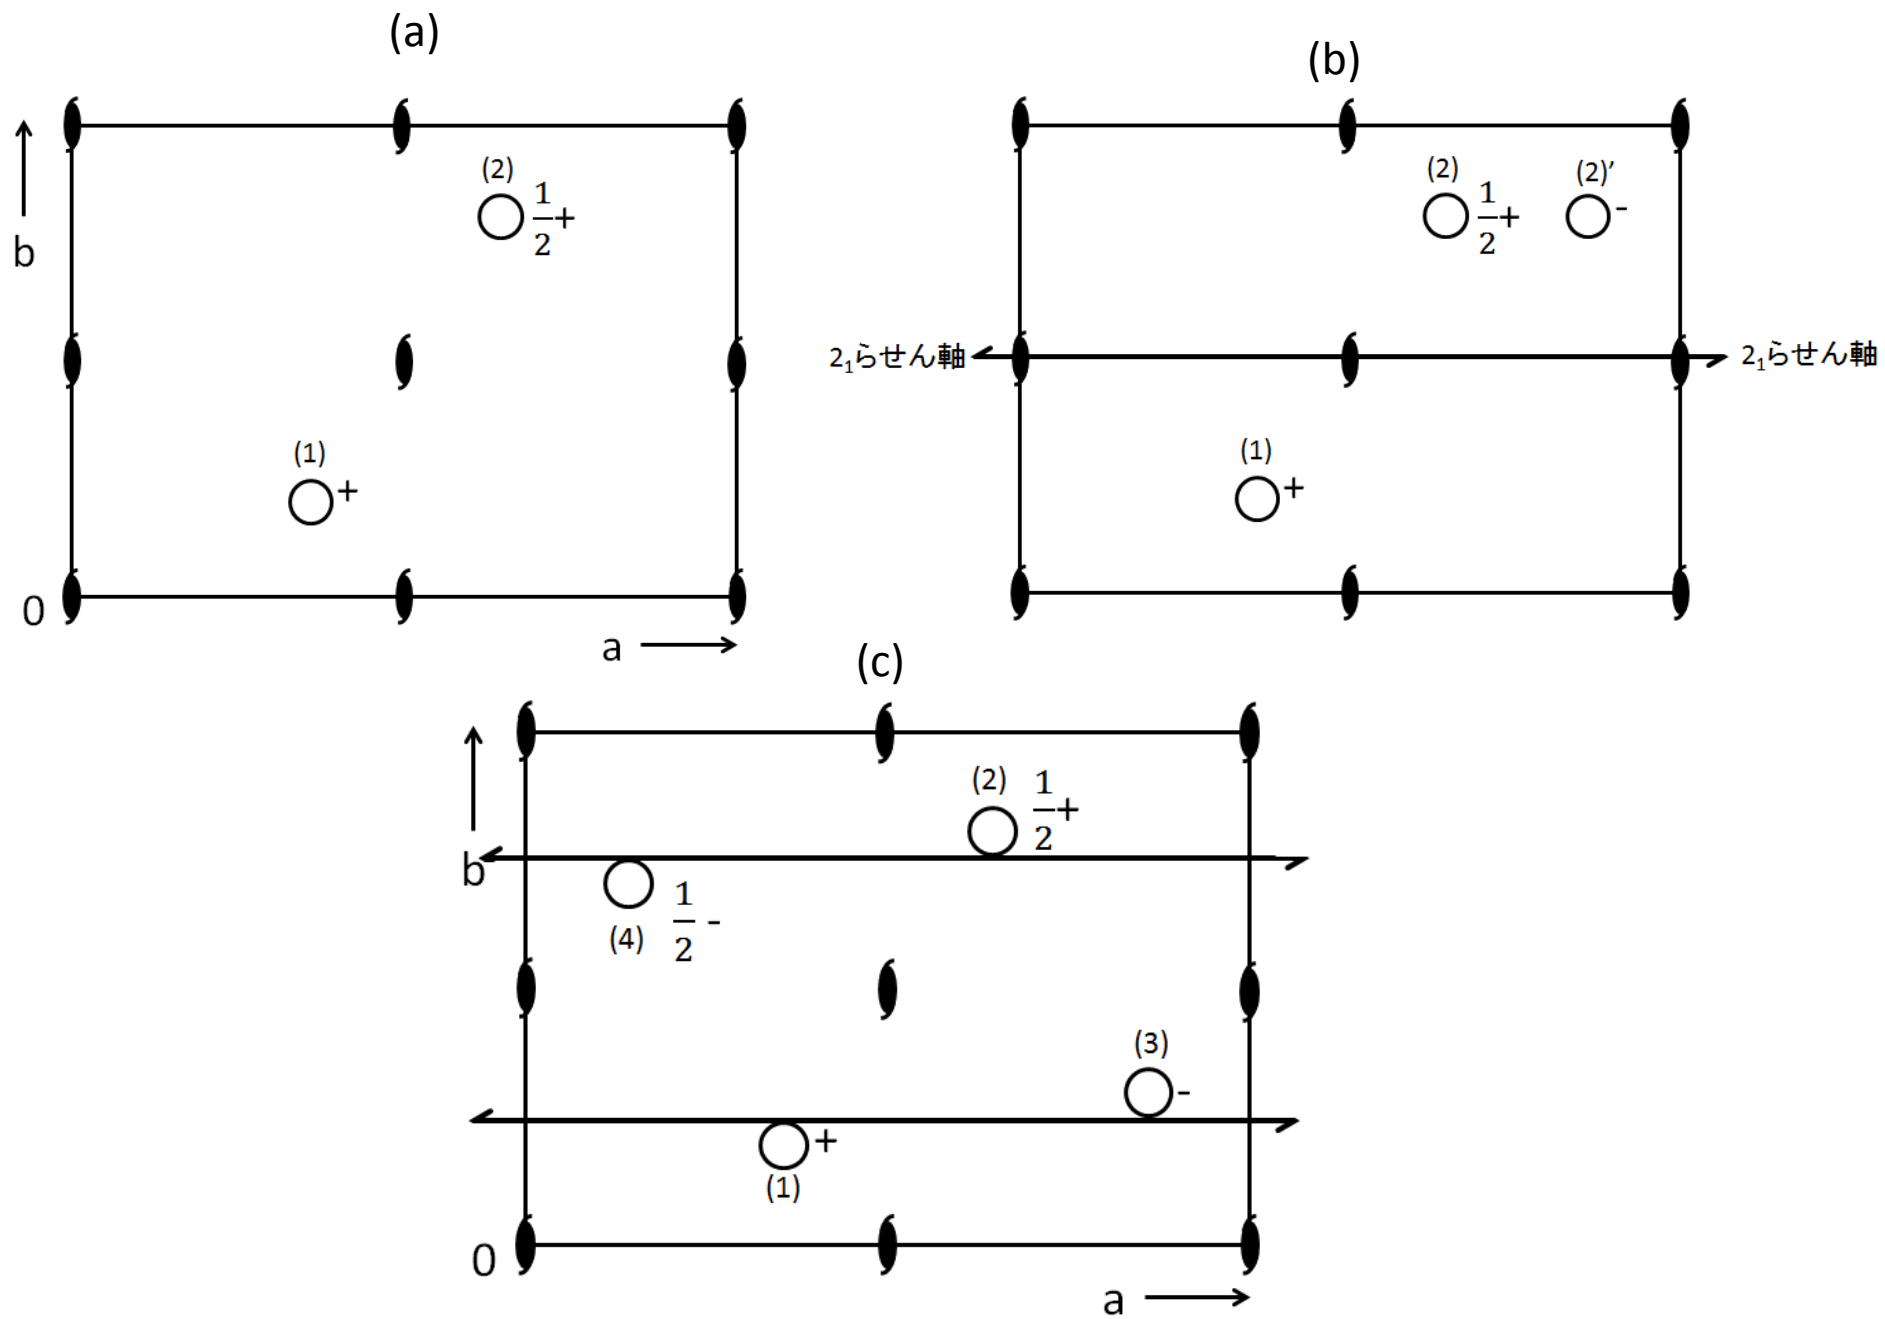 (a)
(2)
1/2+
b
(1)
+
0
a
(b)
(2)
1/2+
(2)’
-
2₁らせん軸
2₁らせん軸
(1)
+
(c)
(2)
1/2+
b
1/2 -
(4)
(3)
-
+
(1)
0
a